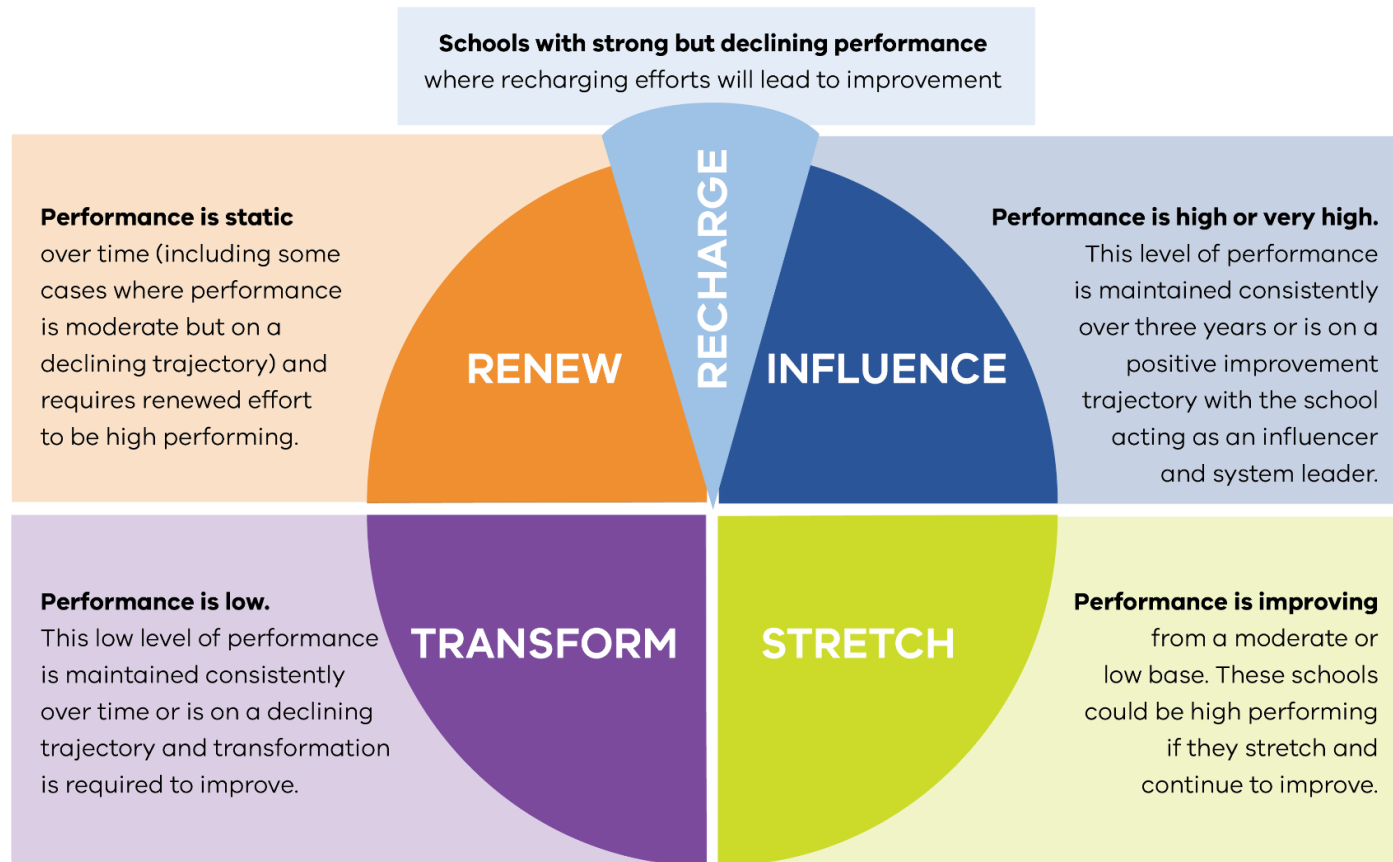 Schools with strong but declining performance
where recharging efforts will lead to improvement
RECHARGE
Performance is static
over time (including some
cases where performance
is moderate but on a
declining trajectory) and
requires renewed effort
to be high performing.
RENEW
INFLUENCE
Performance is high or very high.
This level of performance
is maintained consistently
over three years or is on a
positive improvement
trajectory with the school
acting as an influencer
and system leader.
Performance is low.
This low level of performance
is maintained consistently
over time or is on a declining
trajectory and transformation
is required to improve.
TRANSFORM
STRETCH
Performance is improving
from a moderate or
low base. These schools
could be high performing
if they stretch and
continue to improve.